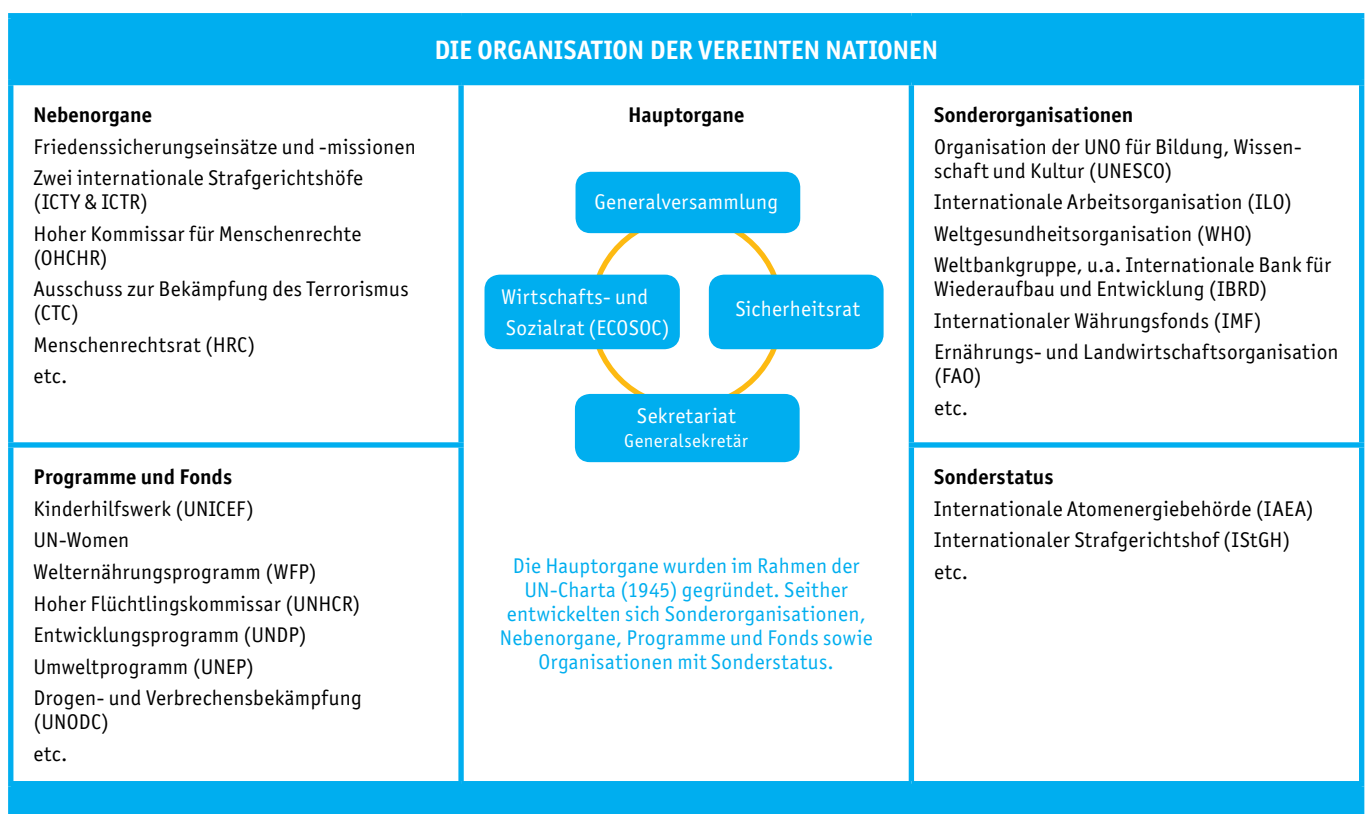 DIE ORGANISATION DER VEREINTEN NATIONEN
Nebenorgane
Friedenssicherungseinsätze und -missionen
Zwei internationale Strafgerichtshöfe
(ICTY & ICTR)
Hoher Kommissar für Menschenrechte
(OHCHR)
Ausschuss zur Bekämpfung des Terrorismus
(CTC)
Menschenrechtsrat (HRC)
etc.
Programme und Fonds
Kinderhilfswerk (UNICEF)
UN-Women
Welternährungsprogramm (WFP)
Hoher Flüchtlingskommissar (UNHCR)
Entwicklungsprogramm (UNDP)
Umweltprogramm (UNEP)
Drogen- und Verbrechensbekämpfung
(UNODC)
etc.
Hauptorgane
Generalversammlung
Wirtschafts- und
Sozialrat (ECOSOC)
Sicherheitsrat
Sekretariat
Generalsekretär
Die Hauptorgane wurden im Rahmen der
UN-Charta (1945) gegründet. Seither
entwickelten sich Sonderorganisationen,
Nebenorgane, Programme und Fonds sowie
Organisationen mit Sonderstatus.
Sonderorganisationen
Organisation der UNO für Bildung, Wissen-
schaft und Kultur (UNESCO)
Internationale Arbeitsorganisation (ILO)
Weltgesundheitsorganisation (WHO)
Weltbankgruppe, u.a. Internationale Bank für
Wiederaufbau und Entwicklung (IBRD)
Internationaler Währungsfonds (IMF)
Ernährungs- und Landwirtschaftsorganisation
(FAO)
etc.
Sonderstatus
Internationale Atomenergiebehörde (IAEA)
Internationaler Strafgerichtshof (IStGH)
etc.